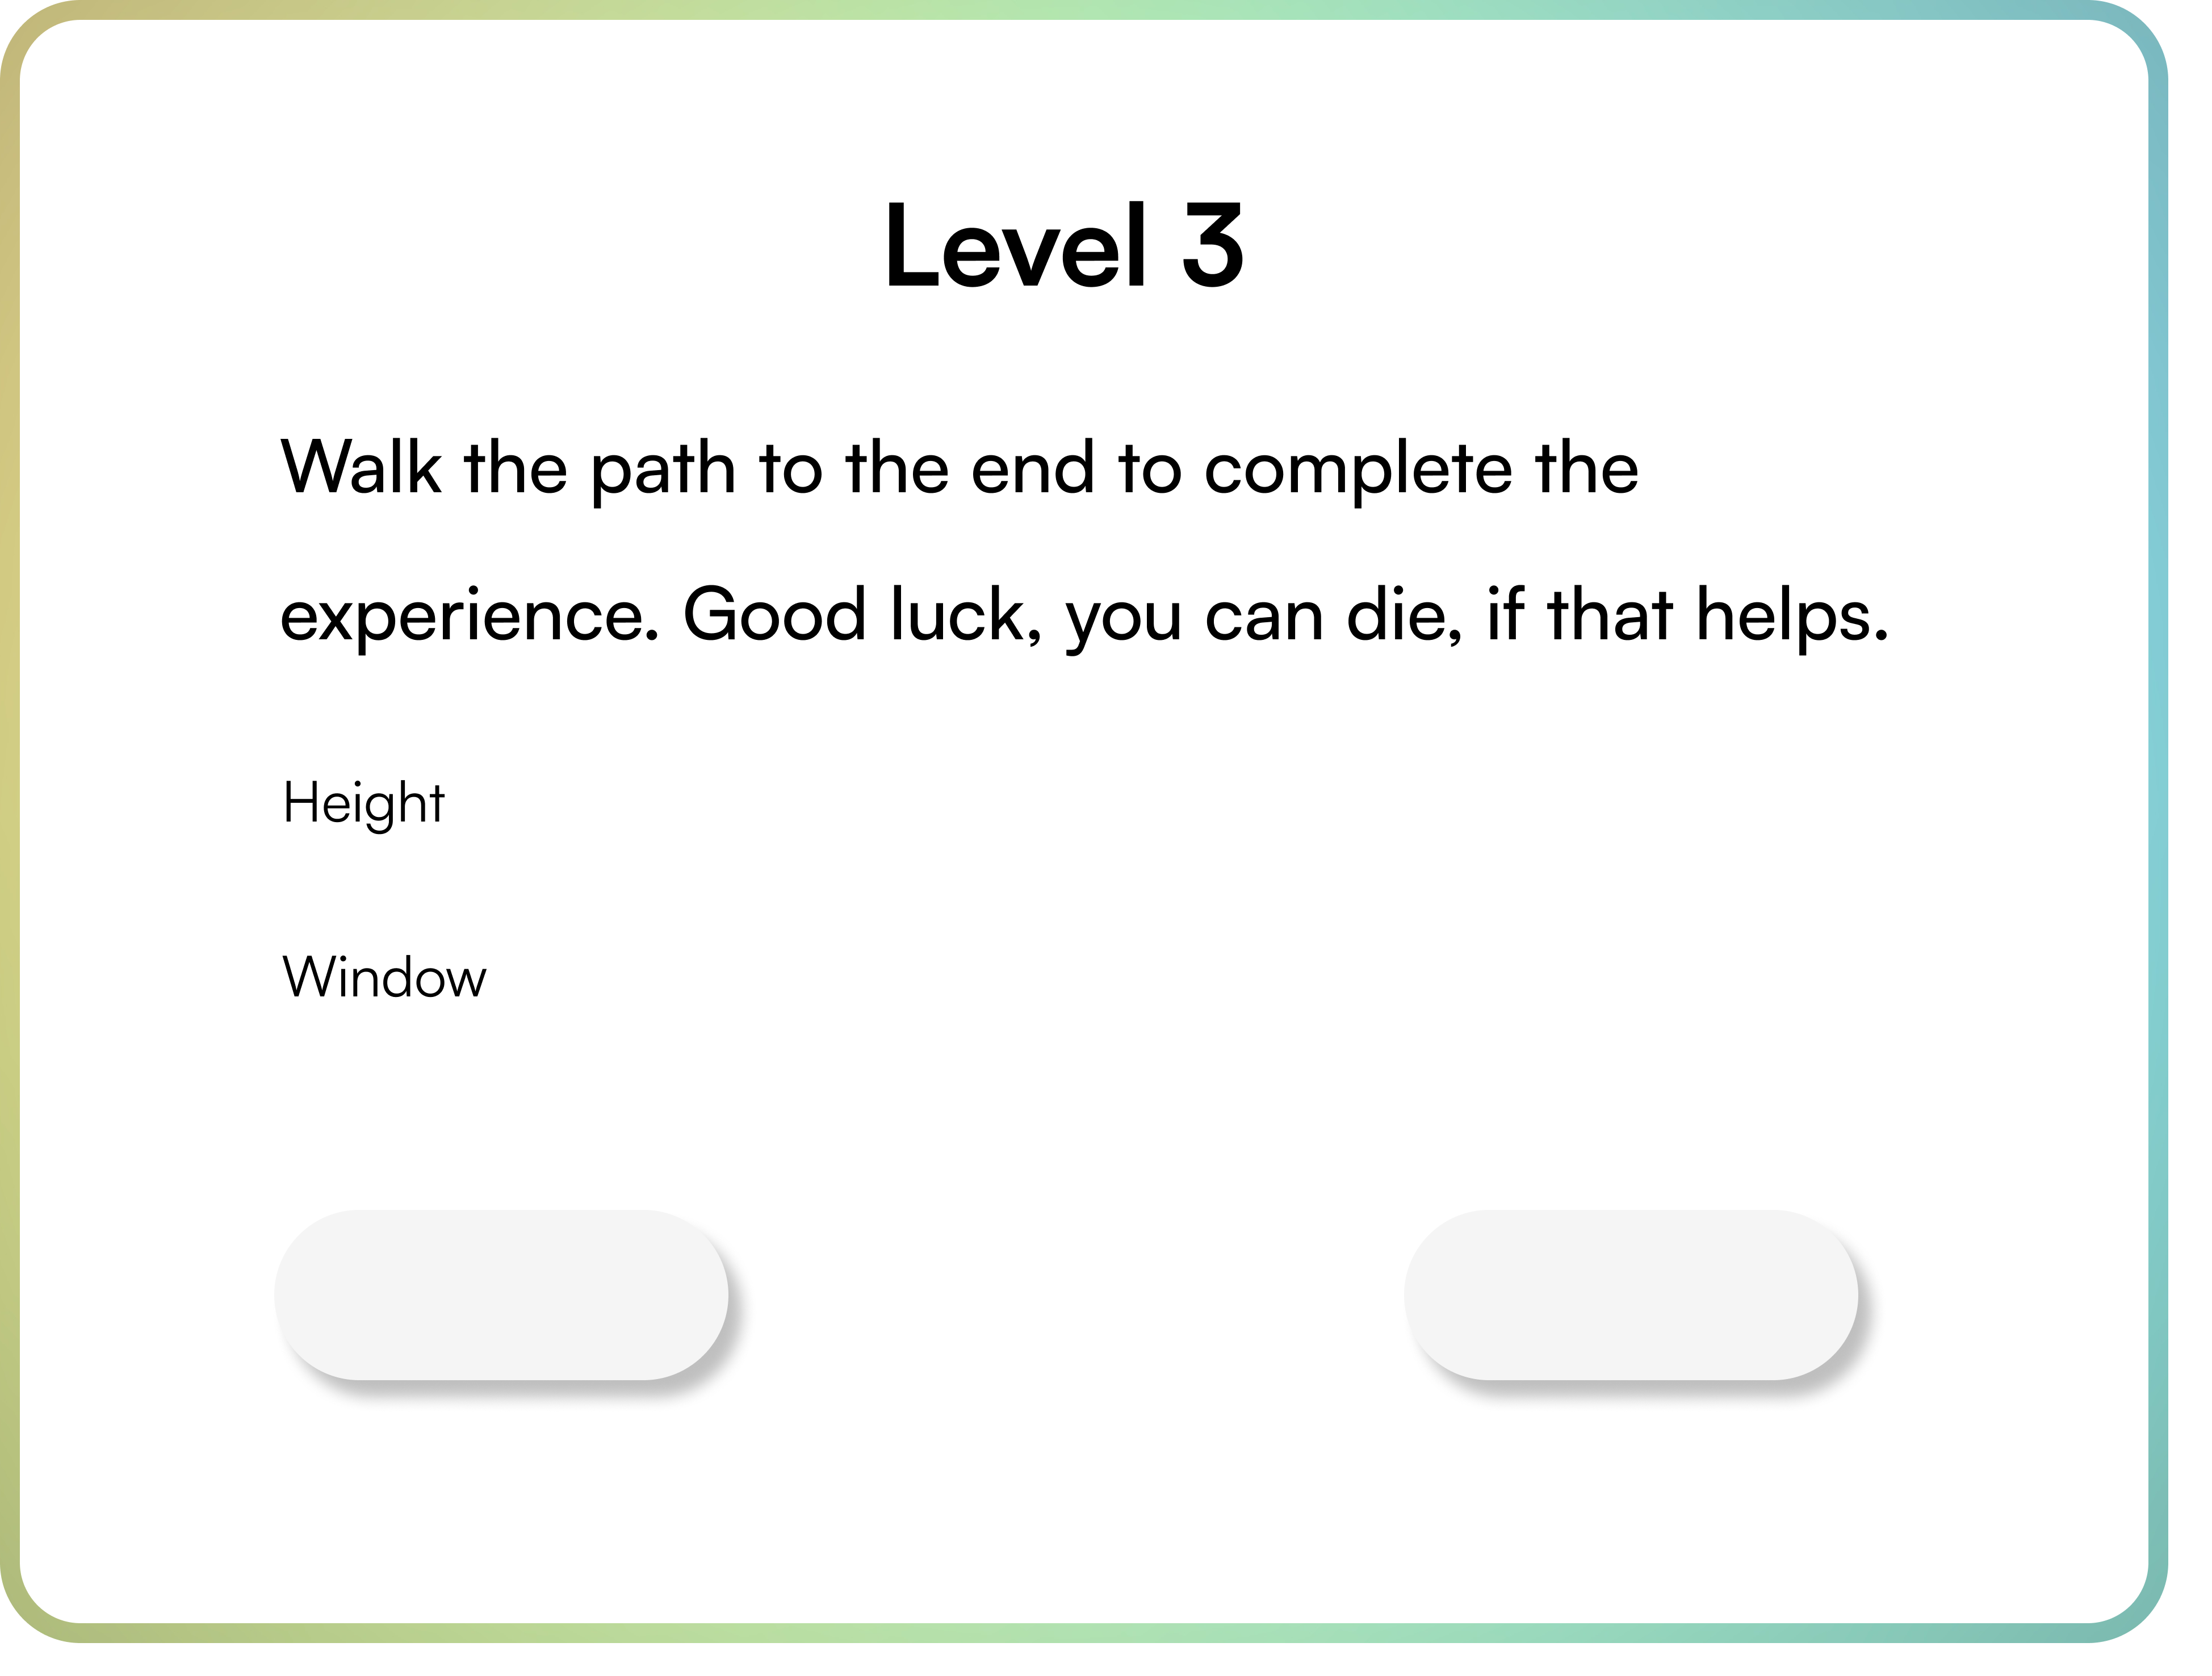 Level 3
Walk the path to the end to complete the
experience. Good luck, you can die, if that helps.
Height
Window